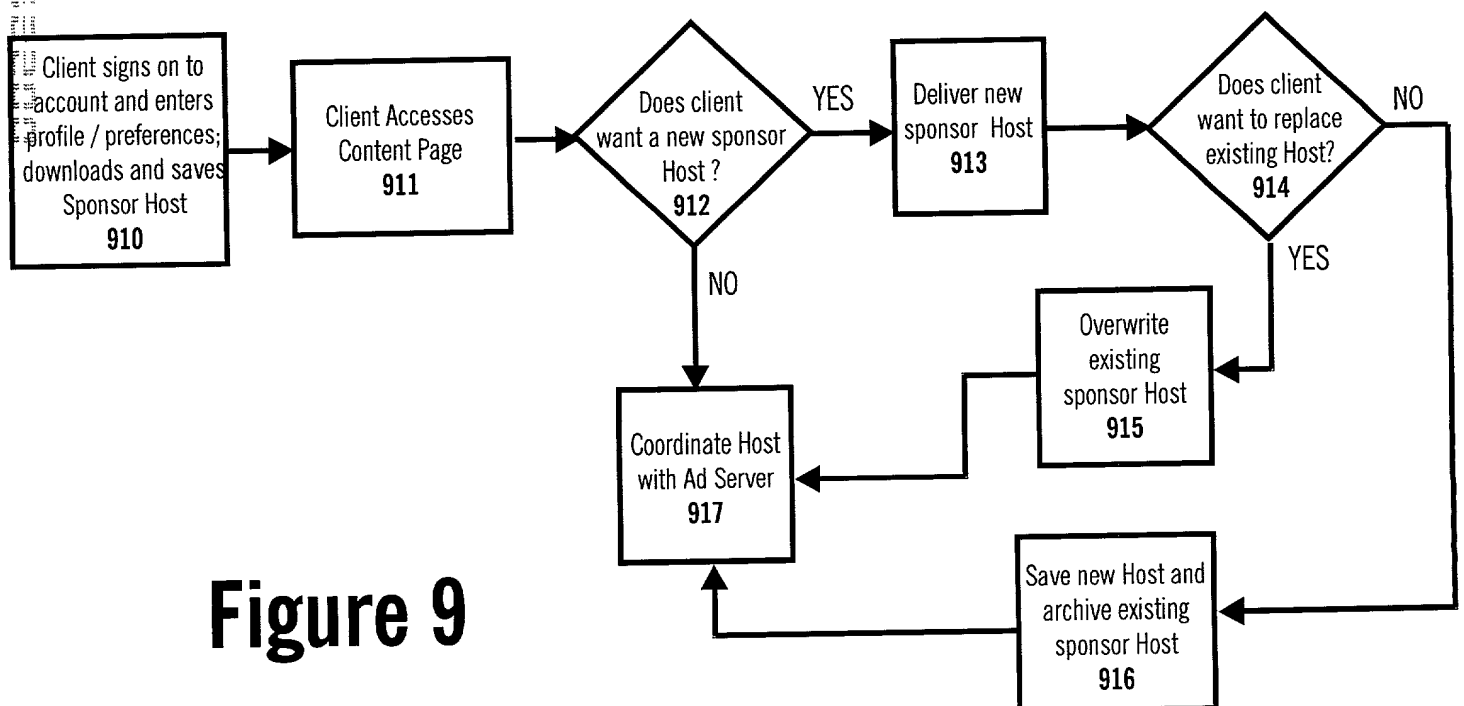 Client signs on to
account and enters
profile / preferences;
downloads and saves
Sponsor Host
910
Client Accesses
Content Page
911
Does client
want a new sponsor
Host ?
912
YES
NO
Deliver new
sponsor Host
913
Does client
want to replace
existing Host?
914
NO
YES
Overwrite
existing
sponsor Host
915
Coordinate Host
with Ad Server
917
Save new Host and
archive existing
sponsor Host
916
Figure 9